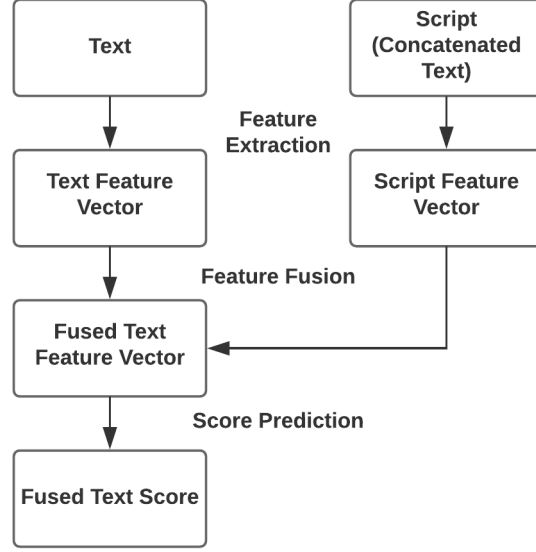 Text
Script
(Concatenated
Text)
Feature
Extraction
Text Feature
Vector
Script Feature
Vector
Feature Fusion
Fused Text
Feature Vector
Score Prediction
Fused Text Score